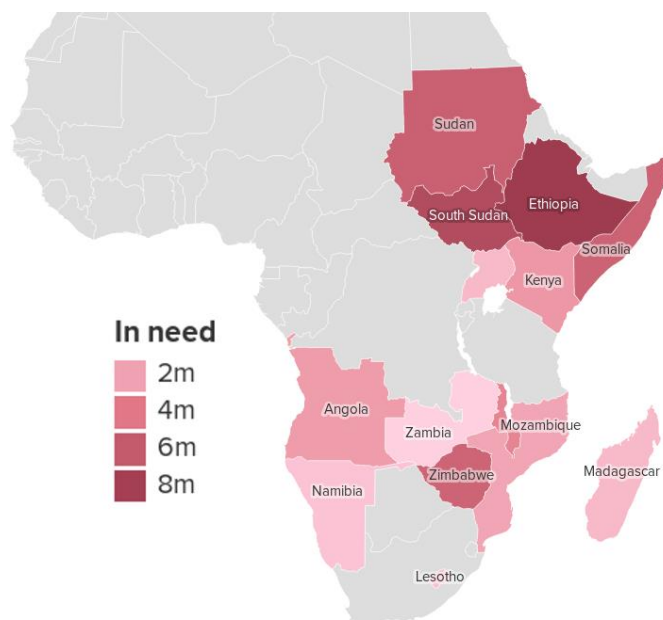 Sudan
South Sudan
Ethiopia
Somalia
Kenya
In need
2m
4m
6m
8m
Angola
Zambia
Mozambique
Zimbabwe
Madagascar
Namibia
Lesotho